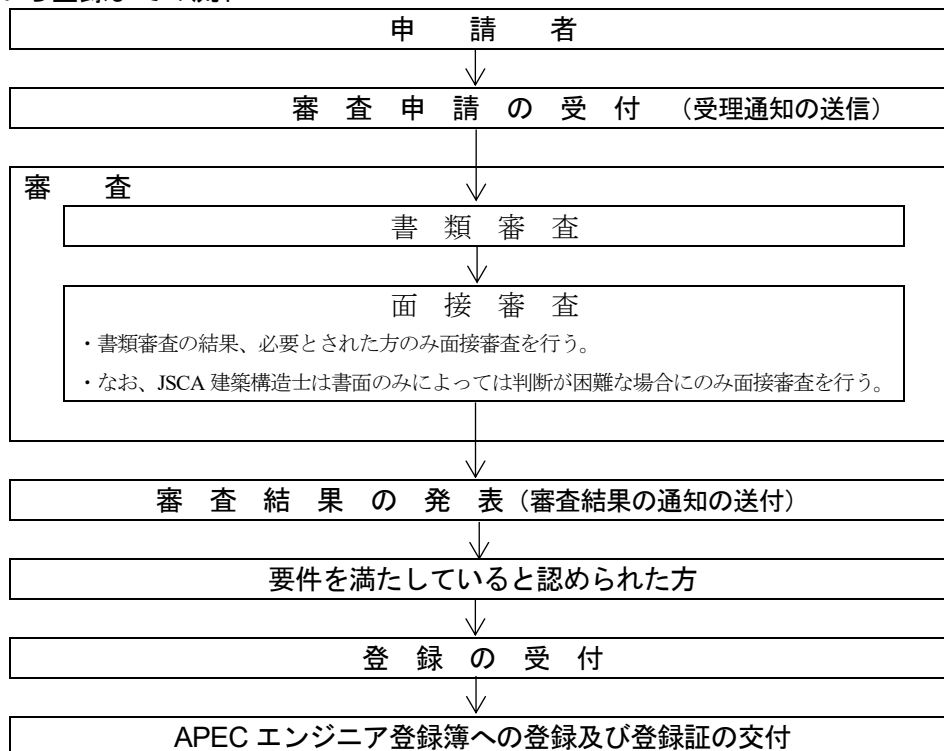 申　請　者
審　査　申　請　の　受　付　（受理通知の送信）
審　査
書　類　審　査
面　接　審　査
・書類審査の結果、必要とされた方のみ面接審査を行う。
・なお、JSCA 建築構造士は書面のみによっては判断が困難な場合にのみ面接審査を行う。
審　査　結　果　の　発　表（審査結果の通知の送付）
要件を満たしていると認められた方
登　録　の　受　付
APEC エンジニア登録簿への登録及び登録証の交付